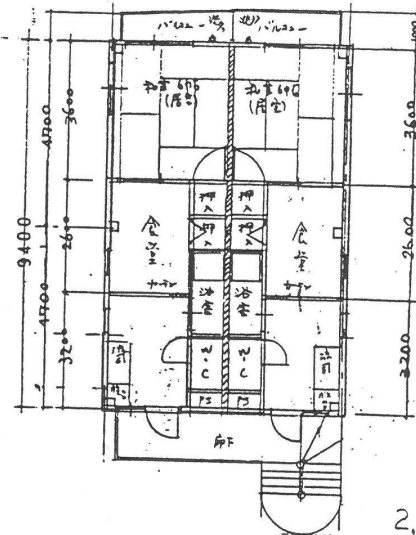 バルコニー
バルコニー
和室6帖
(居室)
和室6帖
(居室)
押入
押入
押入
押入
食堂
食堂
浴室
浴室
W.C
W.C
PS
PS
廊下
1000
3600
2600
3200
4700
4700
9400
3600
2600
3200
2.